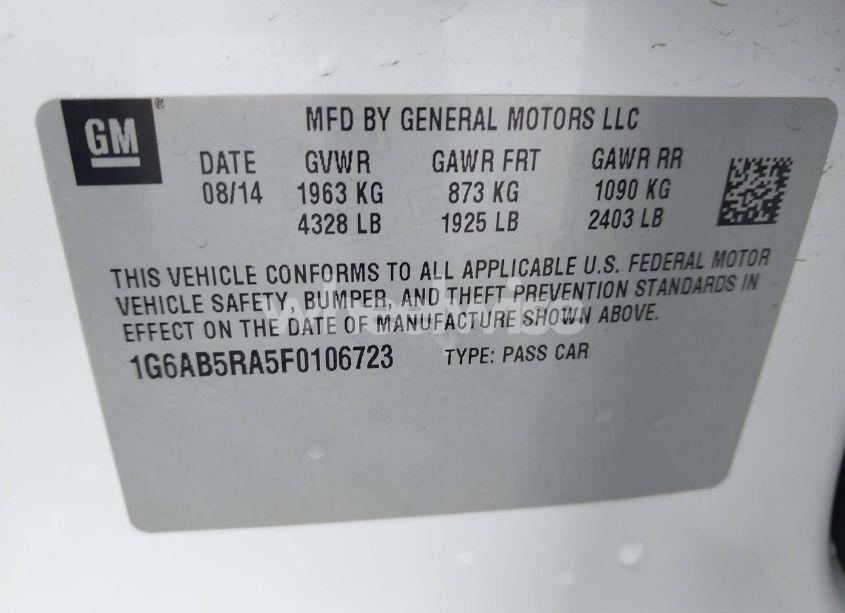 GM®
MFD BY GENERAL MOTORS LLC
DATE GVWR GAWR FRT GAWR RR
08/14 1963 KG 873 KG 1090 KG
4328 LB 1925 LB 2403 LB
THIS VEHICLE CONFORMS TO ALL APPLICABLE U.S. FEDERAL MOTOR
VEHICLE SAFETY, BUMPER, AND THEFT PREVENTION STANDARDS IN
EFFECT ON THE DATE OF MANUFACTURE SHOWN ABOVE.
1G6AB5RA5F0106723 TYPE: PASS CAR